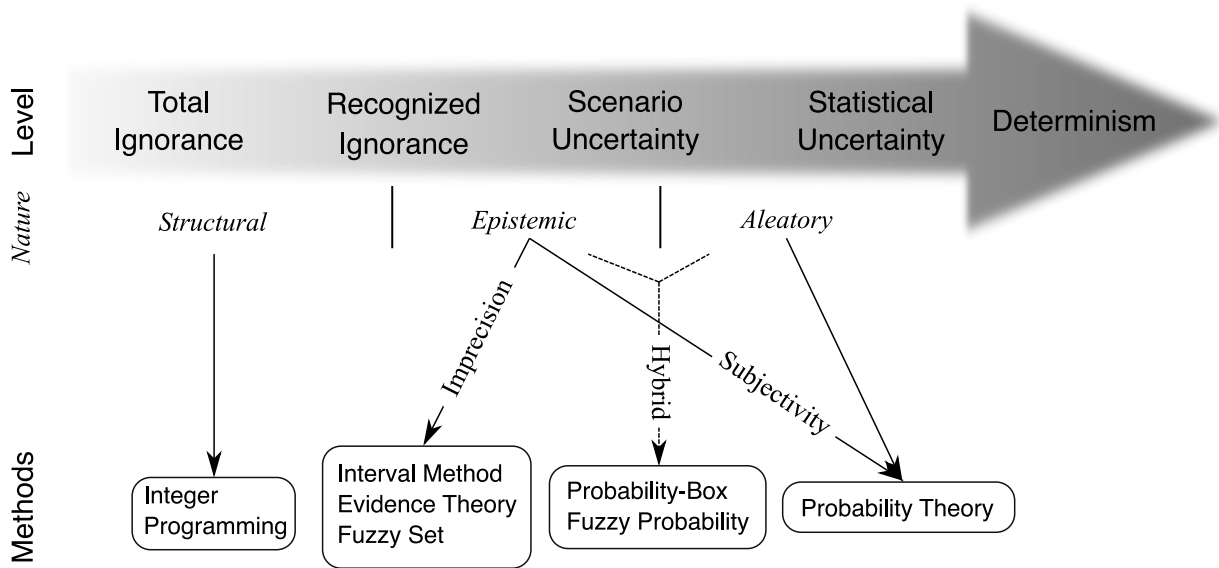 Level
Total
Ignorance
Recognized
Ignorance
Scenario
Uncertainty
Statistical
Uncertainty
Determinism
Nature
Structural
Epistemic
Aleatory
Imprecision
Hybrid
Subjectivity
Methods
Integer
Programming
Interval Method
Evidence Theory
Fuzzy Set
Probability-Box
Fuzzy Probability
Probability Theory